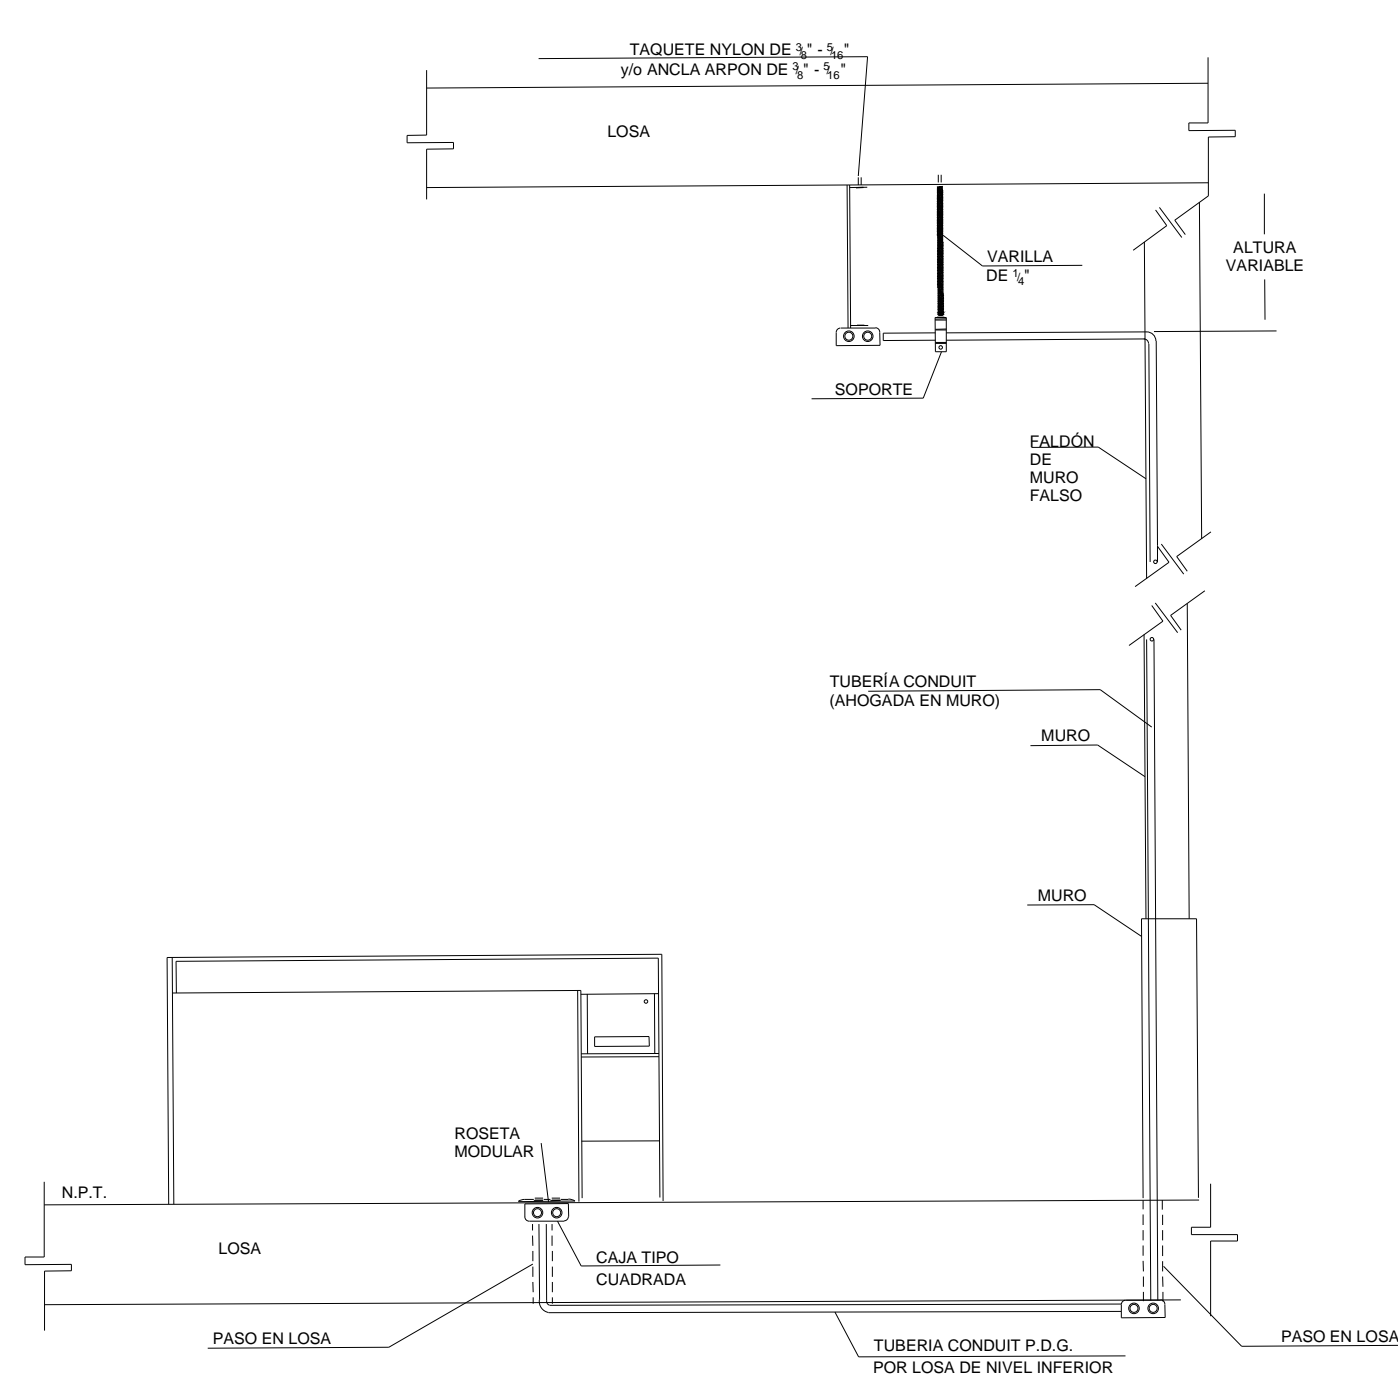 TAQUETE NYLON DE 3/8" - 5/16"
y/o ANCLA ARPON DE 3/8" - 5/16"
LOSA
VARILLA
DE 1/4"
ALTURA
VARIABLE
SOPORTE
FALDÓN
DE
MURO
FALSO
TUBERÍA CONDUIT
(AHOGADA EN MURO)
MURO
MURO
ROSETA
MODULAR
N.P.T.
LOSA
CAJA TIPO
CUADRADA
PASO EN LOSA
TUBERIA CONDUIT P.D.G.
POR LOSA DE NIVEL INFERIOR
PASO EN LOSA